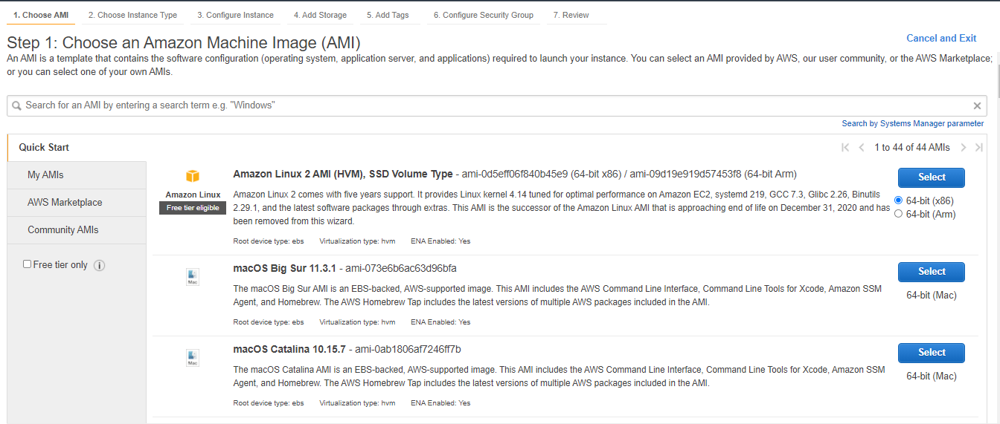 1. Choose AMI 2. Choose Instance Type 3. Configure Instance 4. Add Storage 5. Add Tags 6. Configure Security Group 7. Review
Step 1: Choose an Amazon Machine Image (AMI)
Cancel and Exit
An AMI is a template that contains the software configuration (operating system, application server, and applications) required to launch your instance. You can select an AMI provided by AWS, our user community, or the AWS Marketplace;
or you can select one of your own AMIs.
Search for an AMI by entering a search term e.g. "Windows"
Search by Systems Manager parameter
Quick Start
1 to 44 of 44 AMIs
My AMIs
AWS Marketplace
Community AMIs
Free tier only
Amazon Linux
Free tier eligible
Amazon Linux 2 AMI (HVM), SSD Volume Type - ami-0d5eff06f840b45e9 (64-bit x86) / ami-09d19e919d57453f8 (64-bit Arm)
Amazon Linux 2 comes with five years support. It provides Linux kernel 4.14 tuned for optimal performance on Amazon EC2, systemd 219, GCC 7.3, Glibc 2.26, Binutils
2.29.1, and the latest software packages through extras. This AMI is the successor of the Amazon Linux AMI that is approaching end of life on December 31, 2020 and has
been removed from this wizard.
Root device type: ebs Virtualization type: hvm ENA Enabled: Yes
Select
64-bit (x86)
64-bit (Arm)
Mac
macOS Big Sur 11.3.1 - ami-073e6b6ac63d96bfa
The macOS Big Sur AMI is an EBS-backed, AWS-supported image. This AMI includes the AWS Command Line Interface, Command Line Tools for Xcode, Amazon SSM
Agent, and Homebrew. The AWS Homebrew Tap includes the latest versions of multiple AWS packages included in the AMI.
Root device type: ebs Virtualization type: hvm ENA Enabled: Yes
Select
64-bit (Mac)
Mac
macOS Catalina 10.15.7 - ami-0ab1806af7246ff7b
The macOS Catalina AMI is an EBS-backed, AWS-supported image. This AMI includes the AWS Command Line Interface, Command Line Tools for Xcode, Amazon SSM
Agent, and Homebrew. The AWS Homebrew Tap includes the latest versions of multiple AWS packages included in the AMI.
Root device type: ebs Virtualization type: hvm ENA Enabled: Yes
Select
64-bit (Mac)